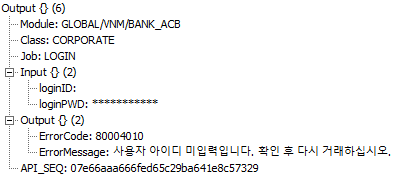 Output {} (6)
Module: GLOBAL/VNM/BANK_ACB
Class: CORPORATE
Job: LOGIN
Input {} (2)
loginID:
loginPWD: ***********
Output {} (2)
ErrorCode: 80004010
ErrorMessage: 사용자 아이디 미입력입니다. 확인 후 다시 거래하십시오.
API_SEQ: 07e66aaa666fed65c29ba641e8c57329